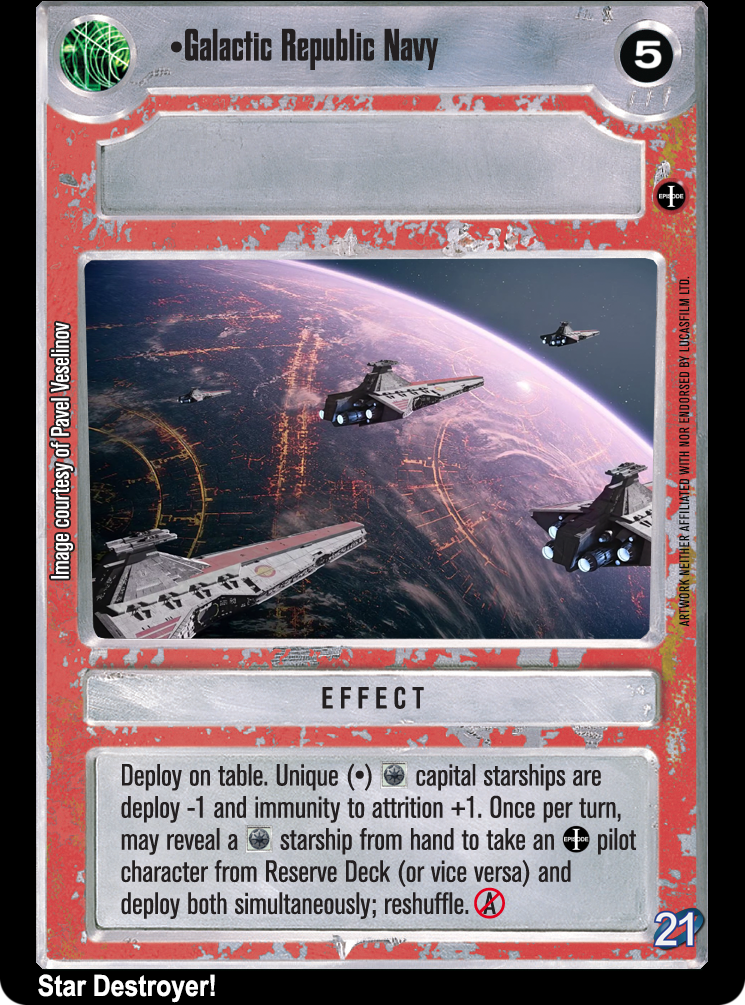 •Galactic Republic Navy
5
EPISODE I
Image courtesy of Pavel Veselinov
ARTWORK NEITHER AFFILIATED WITH NOR ENDORSED BY LUCASFILM LTD.
EFFECT
Deploy on table. Unique (•) capital starships are
deploy -1 and immunity to attrition +1. Once per turn,
may reveal a starship from hand to take an EPISODE I pilot
character from Reserve Deck (or vice versa) and
deploy both simultaneously; reshuffle. A
21
Star Destroyer!